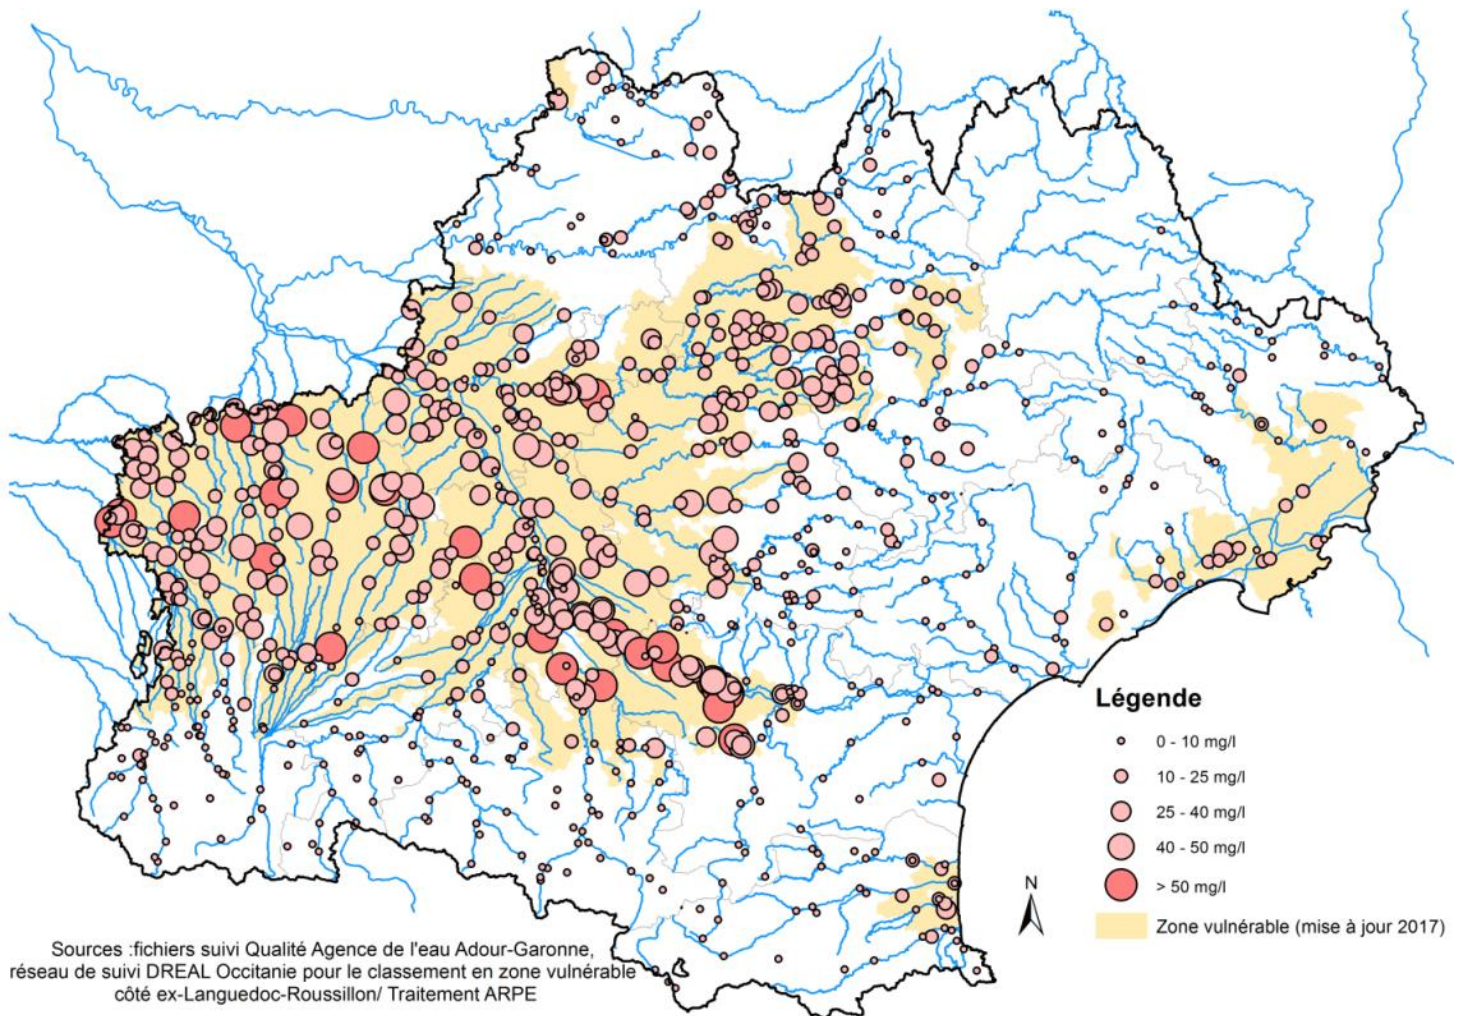 Légende
0 - 10 mg/l
10 - 25 mg/l
25 - 40 mg/l
40 - 50 mg/l
> 50 mg/l
Zone vulnérable (mise à jour 2017)
N
Sources :fichiers suivi Qualité Agence de l'eau Adour-Garonne,
réseau de suivi DREAL Occitanie pour le classement en zone vulnérable
côté ex-Languedoc-Roussillon/ Traitement ARPE